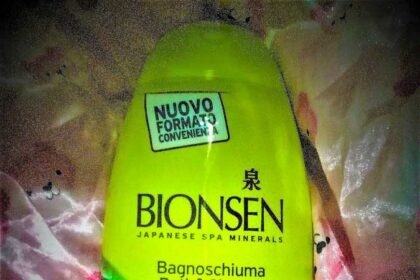 NUOVO
FORMATO
CONVENIENZA
泉
BIONSEN
JAPANESE SPA MINERALS
Bagnoschiuma